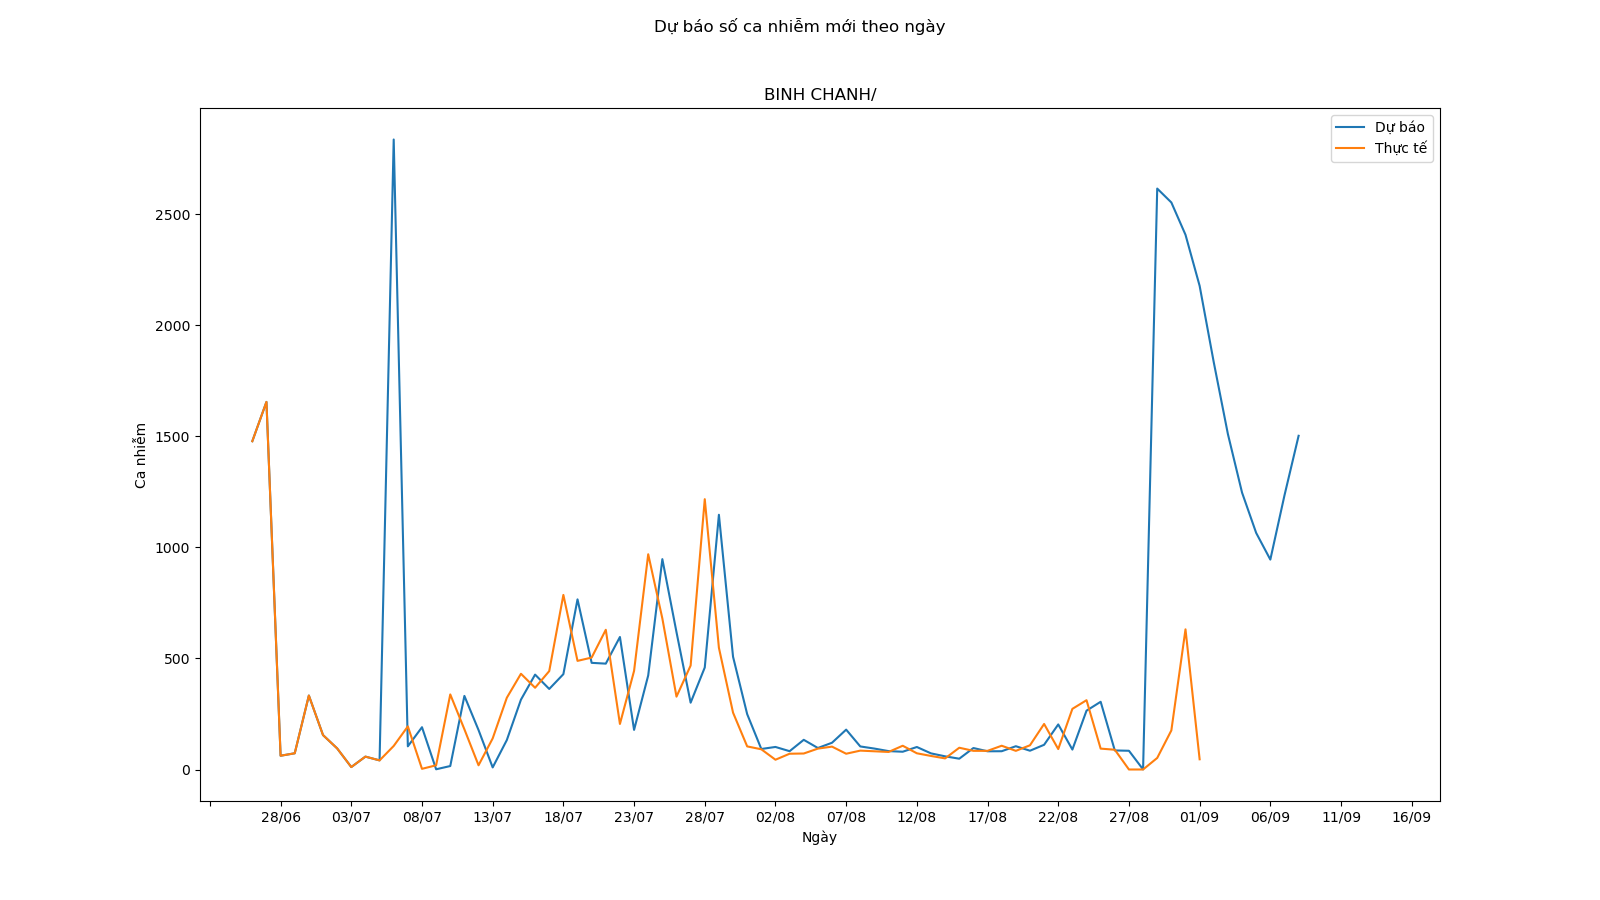 Dự báo số ca nhiễm mới theo ngày
BINH CHANH/
Dự báo
Thực tế
2500
2000
1500
1000
500
0
Ca nhiễm
28/06 03/07 08/07 13/07 18/07 23/07 28/07 02/08 07/08 12/08 17/08 22/08 27/08 01/09 06/09 11/09 16/09
Ngày